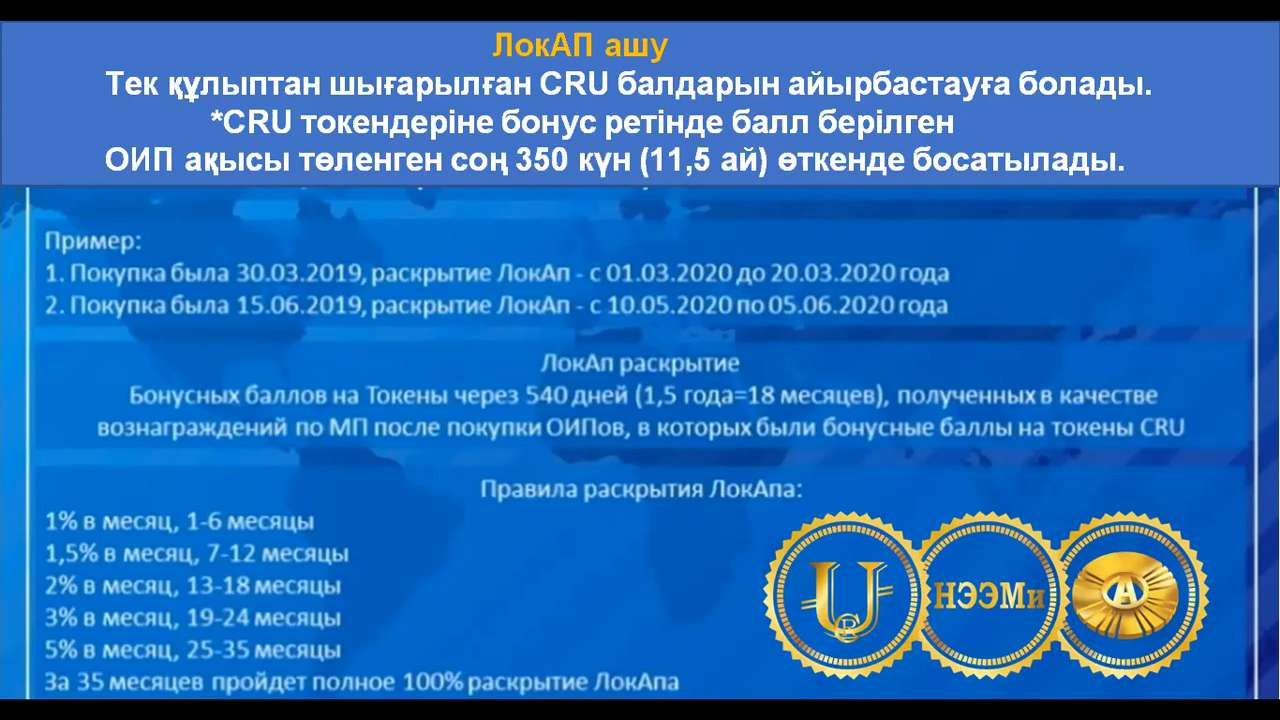 ЛокАП ашу
Тек құлыптан шығарылған CRU балдарын айырбастауға болады.
*CRU токендеріне бонус ретінде балл берілген
ОИП ақысы төленген соң 350 күн (11,5 ай) өткенде босатылады.
Пример:
1. Покупка была 30.03.2019, раскрытие ЛокАп - с 01.03.2020 до 20.03.2020 года
2. Покупка была 15.06.2019, раскрытие ЛокАп - с 10.05.2020 по 05.06.2020 года
ЛокАп раскрытие
Бонусных баллов на Токены через 540 дней (1,5 года=18 месяцев), полученных в качестве
вознаграждений по МП после покупки ОИПов, в которых были бонусные баллы на токены CRU
Правила раскрытия ЛокАпа:
1% в месяц, 1-6 месяцы
1,5% в месяц, 7-12 месяцы
2% в месяц, 13-18 месяцы
3% в месяц, 19-24 месяцы
5% в месяц, 25-35 месяцы
За 35 месяцев пройдет полное 100% раскрытие ЛокАпа
НЭЭМи